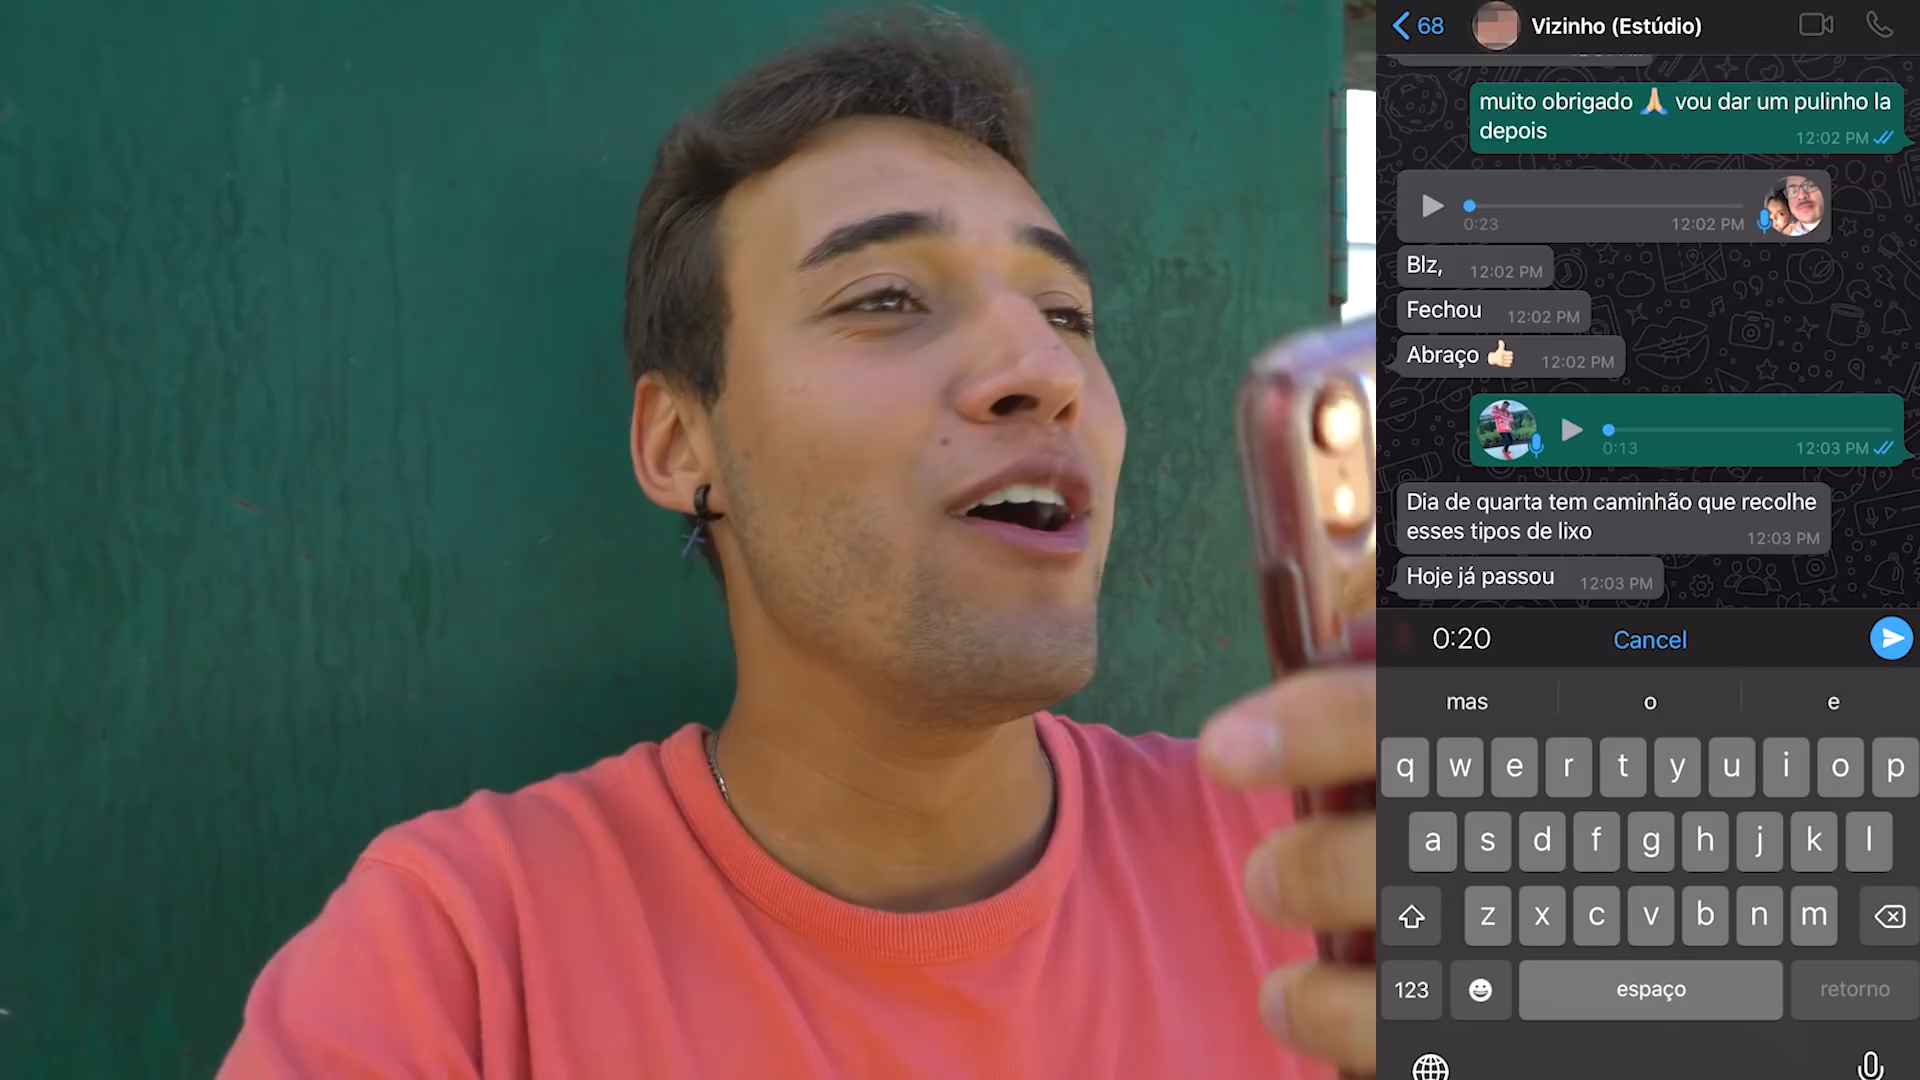 68
Vizinho (Estúdio)
muito obrigado 🙏🏻 vou dar um pulinho la
depois
12:02 PM
0:23
12:02 PM
Blz,
12:02 PM
Fechou
12:02 PM
Abraço 👍🏻
12:02 PM
0:13
12:03 PM
Dia de quarta tem caminhão que recolhe
esses tipos de lixo
12:03 PM
Hoje já passou
12:03 PM
0:20
Cancel
mas
o
e
q w e r t y u i o p
a s d f g h j k l
z x c v b n m
123
espaço
retorno